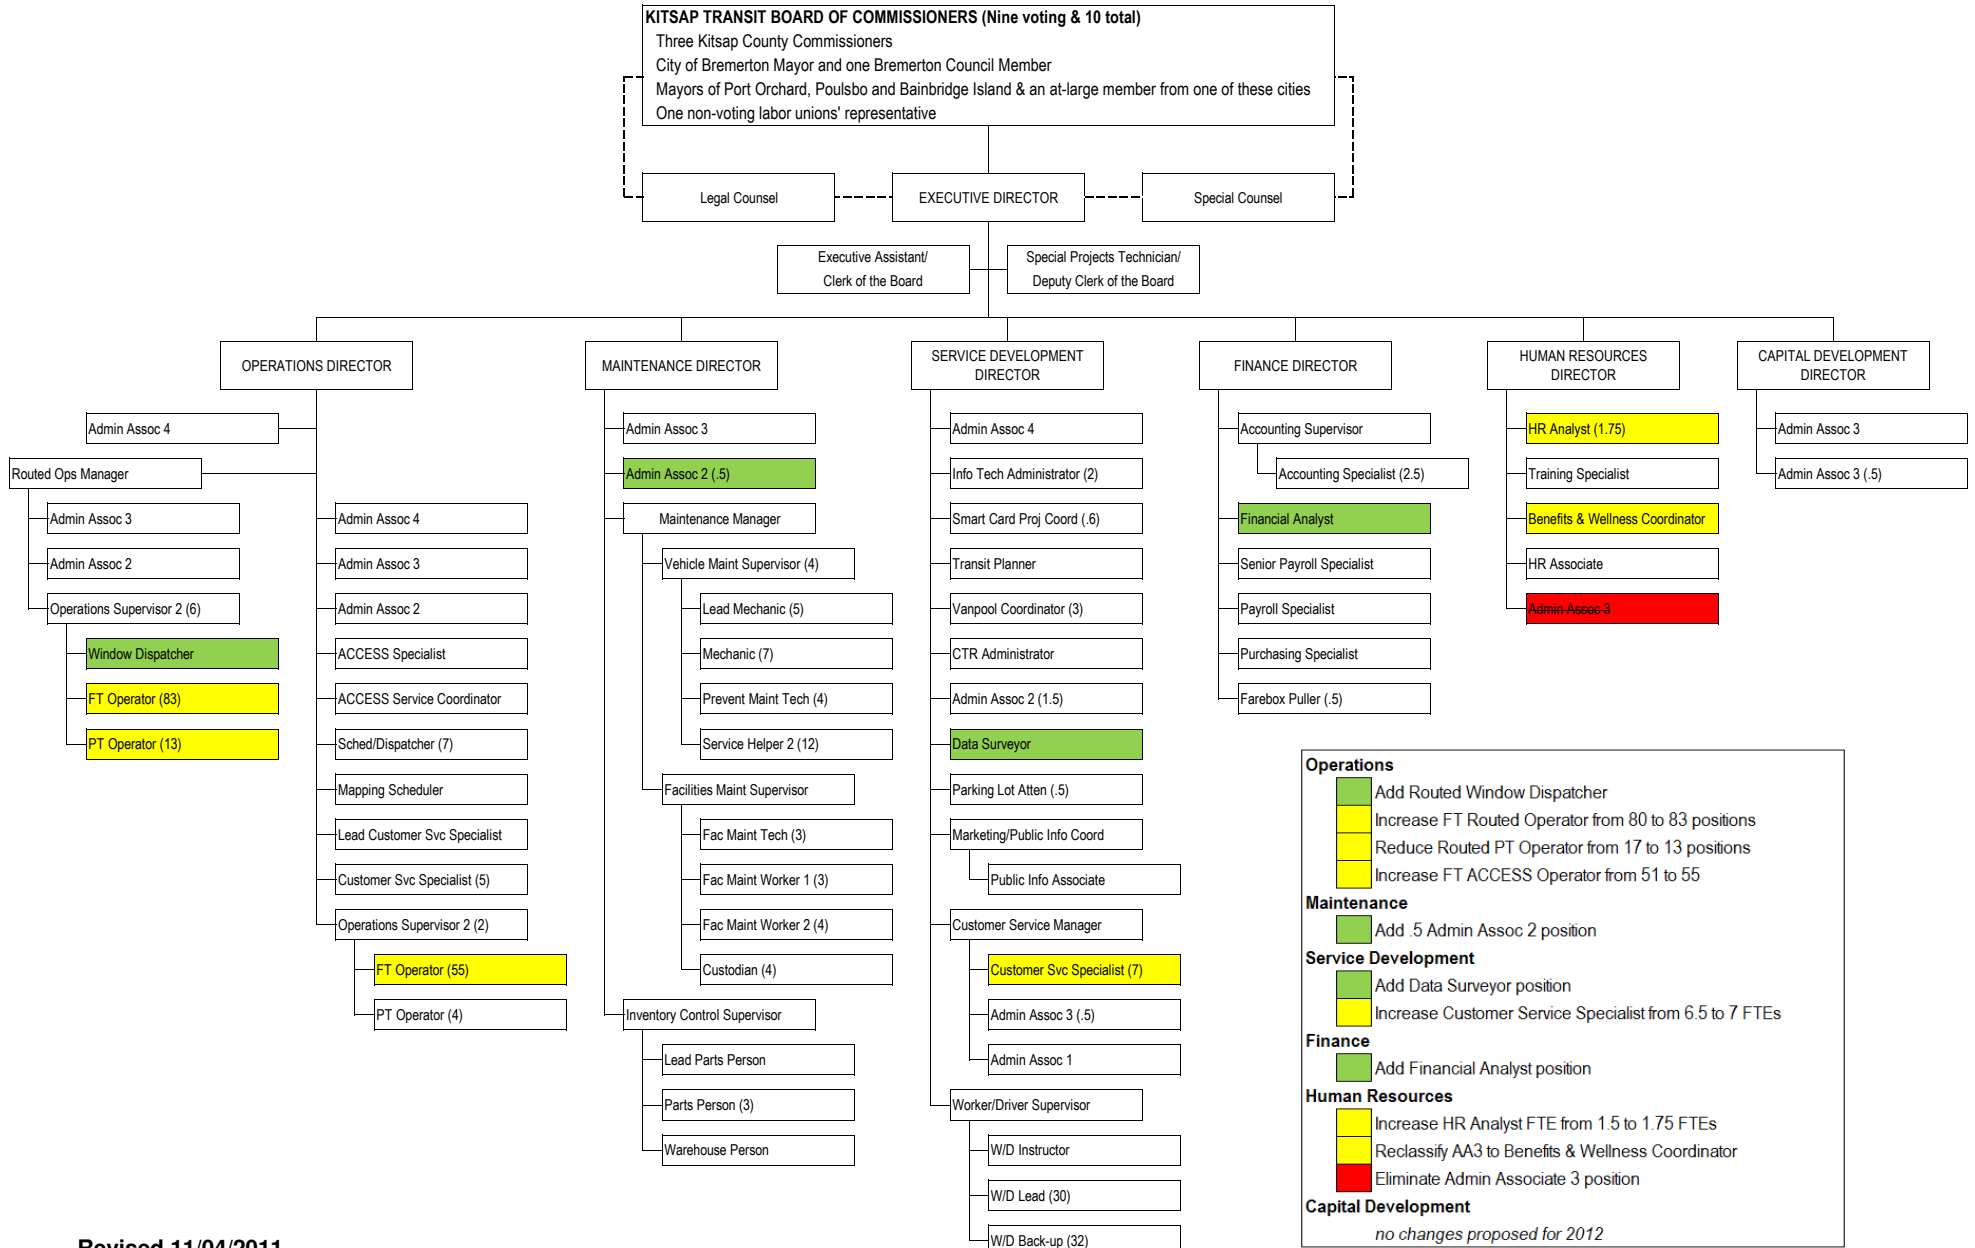 KITSAP TRANSIT BOARD OF COMMISSIONERS (Nine voting & 10 total)
Three Kitsap County Commissioners
City of Bremerton Mayor and one Bremerton Council Member
Mayors of Port Orchard, Poulsbo and Bainbridge Island & an at-large member from one of these cities
One non-voting labor unions' representative
Legal Counsel
EXECUTIVE DIRECTOR
Special Counsel
Executive Assistant/
Clerk of the Board
Special Projects Technician/
Deputy Clerk of the Board
OPERATIONS DIRECTOR
Admin Assoc 4
Routed Ops Manager
Admin Assoc 3
Admin Assoc 2
Operations Supervisor 2 (6)
Window Dispatcher
FT Operator (83)
PT Operator (13)
Admin Assoc 4
Admin Assoc 3
Admin Assoc 2
ACCESS Specialist
ACCESS Service Coordinator
Sched/Dispatcher (7)
Mapping Scheduler
Lead Customer Svc Specialist
Customer Svc Specialist (5)
Operations Supervisor 2 (2)
FT Operator (55)
PT Operator (4)
MAINTENANCE DIRECTOR
Admin Assoc 3
Admin Assoc 2 (.5)
Maintenance Manager
Vehicle Maint Supervisor (4)
Lead Mechanic (5)
Mechanic (7)
Prevent Maint Tech (4)
Service Helper 2 (12)
Facilities Maint Supervisor
Fac Maint Tech (3)
Fac Maint Worker 1 (3)
Fac Maint Worker 2 (4)
Custodian (4)
Inventory Control Supervisor
Lead Parts Person
Parts Person (3)
Warehouse Person
SERVICE DEVELOPMENT
DIRECTOR
Admin Assoc 4
Info Tech Administrator (2)
Smart Card Proj Coord (.6)
Transit Planner
Vanpool Coordinator (3)
CTR Administrator
Admin Assoc 2 (1.5)
Data Surveyor
Parking Lot Atten (.5)
Marketing/Public Info Coord
Public Info Associate
Customer Service Manager
Customer Svc Specialist (7)
Admin Assoc 3 (.5)
Admin Assoc 1
Worker/Driver Supervisor
W/D Instructor
W/D Lead (30)
W/D Back-up (32)
FINANCE DIRECTOR
Accounting Supervisor
Accounting Specialist (2.5)
Financial Analyst
Senior Payroll Specialist
Payroll Specialist
Purchasing Specialist
Farebox Puller (.5)
HUMAN RESOURCES
DIRECTOR
HR Analyst (1.75)
Training Specialist
Benefits & Wellness Coordinator
HR Associate
Admin Assoc 3
CAPITAL DEVELOPMENT
DIRECTOR
Admin Assoc 3
Admin Assoc 3 (.5)
Operations
Add Routed Window Dispatcher
Increase FT Routed Operator from 80 to 83 positions
Reduce Routed PT Operator from 17 to 13 positions
Increase FT ACCESS Operator from 51 to 55
Maintenance
Add .5 Admin Assoc 2 position
Service Development
Add Data Surveyor position
Increase Customer Service Specialist from 6.5 to 7 FTEs
Finance
Add Financial Analyst position
Human Resources
Increase HR Analyst FTE from 1.5 to 1.75 FTEs
Reclassify AA3 to Benefits & Wellness Coordinator
Eliminate Admin Associate 3 position
Capital Development
no changes proposed for 2012
Revised 11/04/2011